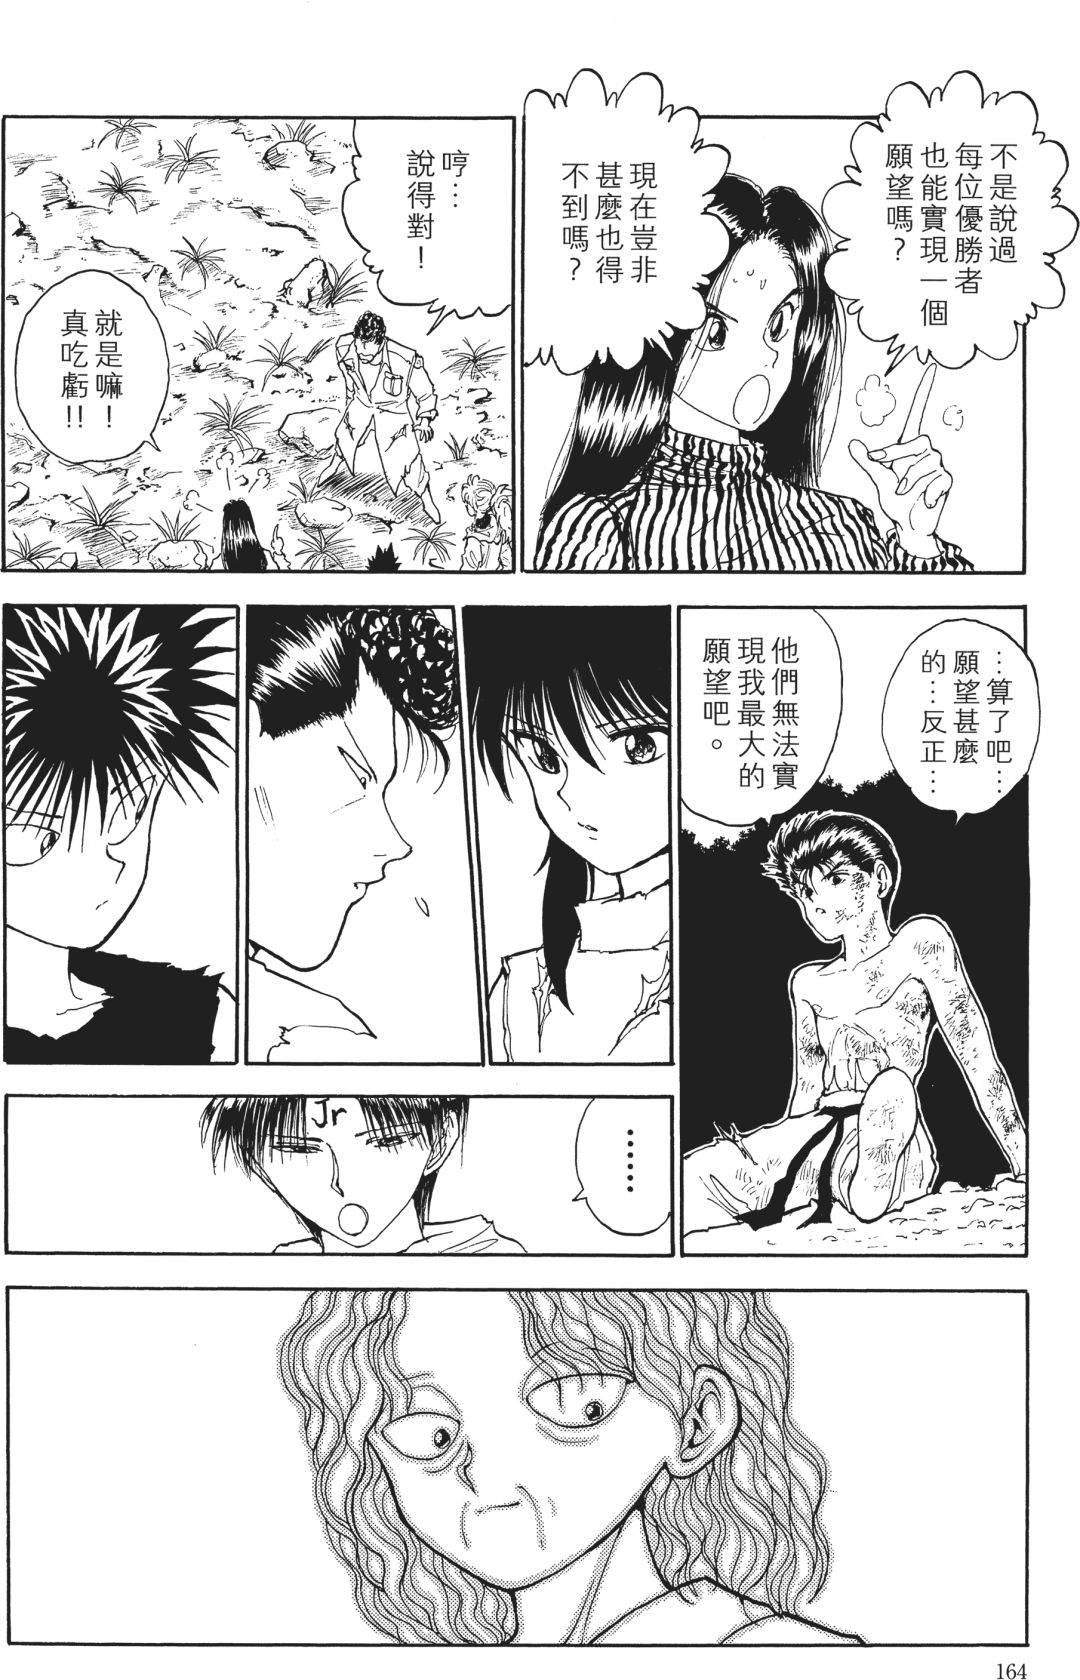 不是說過
每位優勝者
也能實現一個
願望嗎？
現在豈非
甚麼也得
不到嗎？
哼…
說得對！
就是嘛！
真吃虧!!
…算了吧…
願望甚麼
的…反正…
他們無法實
現我最大的
願望吧。
……
Jr
164